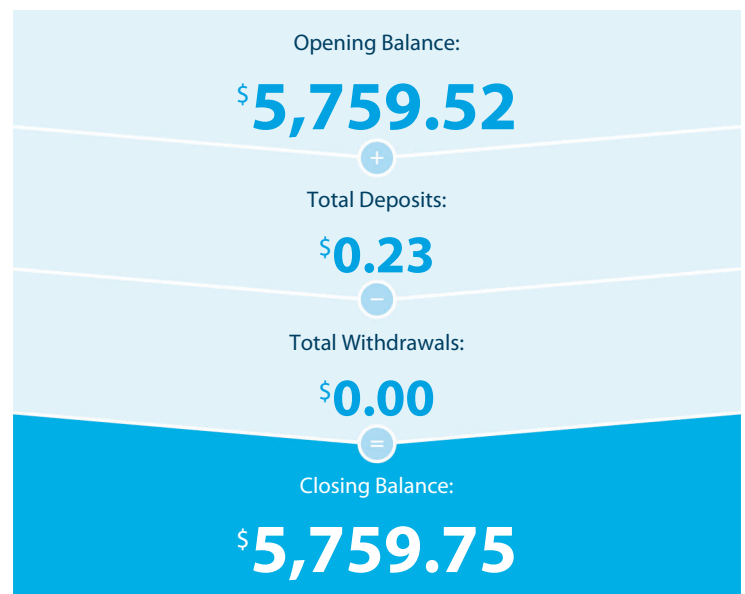 Opening Balance:
$5,759.52
+
Total Deposits:
$0.23
−
Total Withdrawals:
$0.00
=
Closing Balance:
$5,759.75